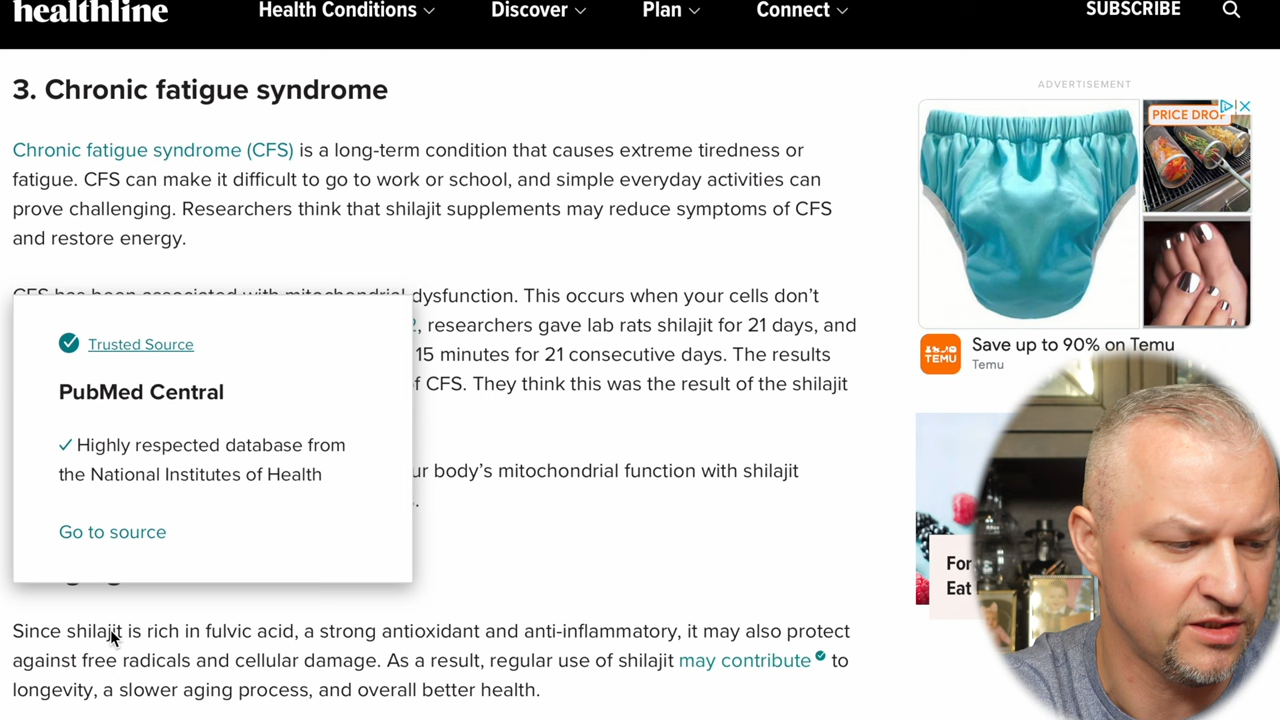 healthline
Health Conditions
Discover
Plan
Connect
SUBSCRIBE
3. Chronic fatigue syndrome
Chronic fatigue syndrome (CFS) is a long-term condition that causes extreme tiredness or
fatigue. CFS can make it difficult to go to work or school, and simple everyday activities can
prove challenging. Researchers think that shilajit supplements may reduce symptoms of CFS
and restore energy.
CFS has been associated with mitochondrial dysfunction. This occurs when your cells don’t
, researchers gave lab rats shilajit for 21 days, and
15 minutes for 21 consecutive days. The results
of CFS. They think this was the result of the shilajit
body’s mitochondrial function with shilajit
Trusted Source
PubMed Central
✓ Highly respected database from
the National Institutes of Health
Go to source
Since shilajit is rich in fulvic acid, a strong antioxidant and anti-inflammatory, it may also protect
against free radicals and cellular damage. As a result, regular use of shilajit may contribute to
longevity, a slower aging process, and overall better health.
ADVERTISEMENT
PRICE DROP
TEMU
Save up to 90% on Temu
Temu
For
Eat